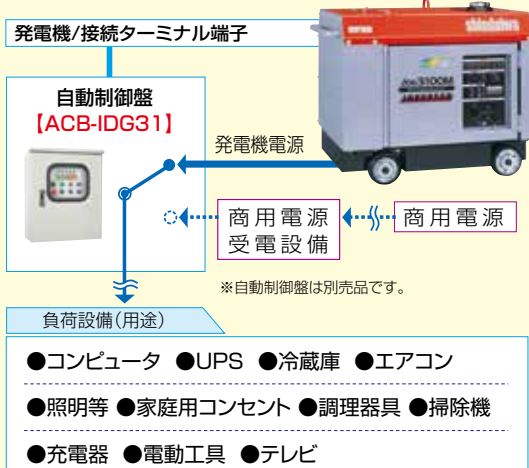 発電機/接続ターミナル端子
shindaiwa
自動制御盤
【ACB-IDG31】
発電機電源
商用電源
受電設備
商用電源
※自動制御盤は別売品です。
負荷設備(用途)
●コンピュータ ●UPS ●冷蔵庫 ●エアコン
●照明等 ●家庭用コンセント ●調理器具 ●掃除機
●充電器 ●電動工具 ●テレビ